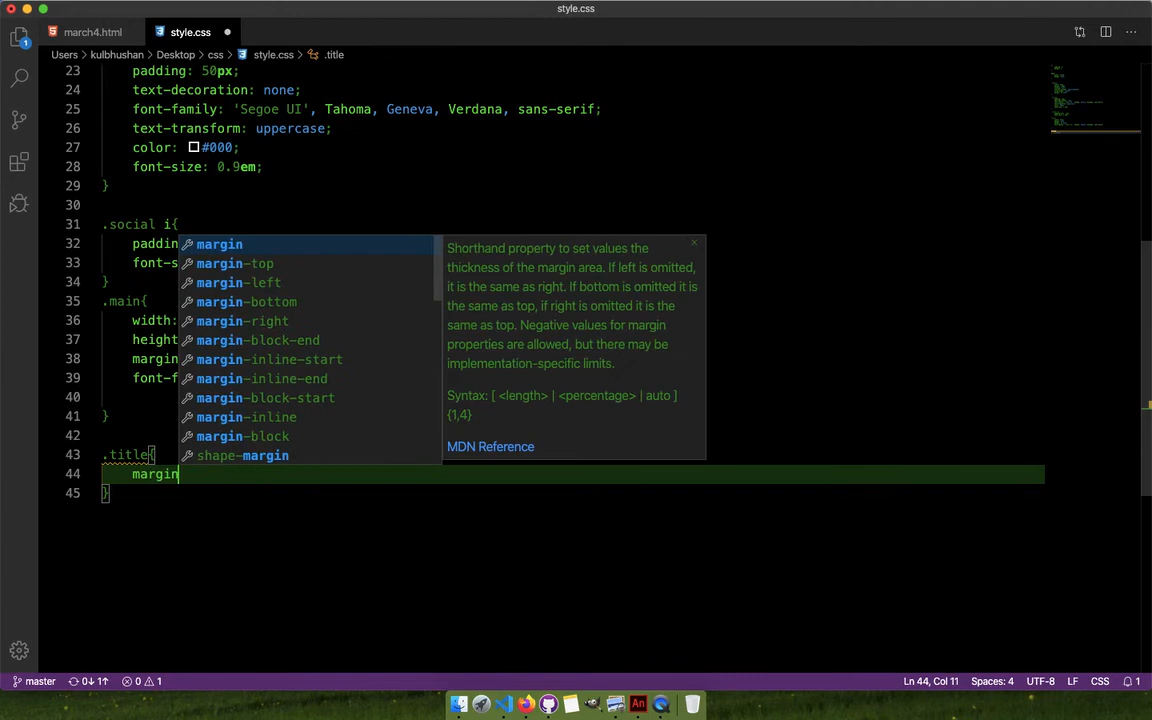 style.css
march4.html
style.css
Users > kulbhushan > Desktop > css > style.css > .title
23 padding: 50px;
24 text-decoration: none;
25 font-family: 'Segoe UI', Tahoma, Geneva, Verdana, sans-serif;
26 text-transform: uppercase;
27 color: #000;
28 font-size: 0.9em;
29 }
30
31 .social i{
32 paddin
33 font-s
34 }
35 .main{
36 width:
37 height
38 margin
39 font-f
40
41 }
42
43 .title{
44 margin
45 }
margin
margin-top
margin-left
margin-bottom
margin-right
margin-block-end
margin-inline-start
margin-inline-end
margin-block-start
margin-inline
margin-block
shape-margin
Shorthand property to set values the
thickness of the margin area. If left is omitted,
it is the same as right. If bottom is omitted it is
the same as top, if right is omitted it is the
same as top. Negative values for margin
properties are allowed, but there may be
implementation-specific limits.
Syntax: [ <length> | <percentage> | auto ]
{1,4}
MDN Reference
1
master 0↓ 1↑ 0 1 Ln 44, Col 11 Spaces: 4 UTF-8 LF CSS 1
An